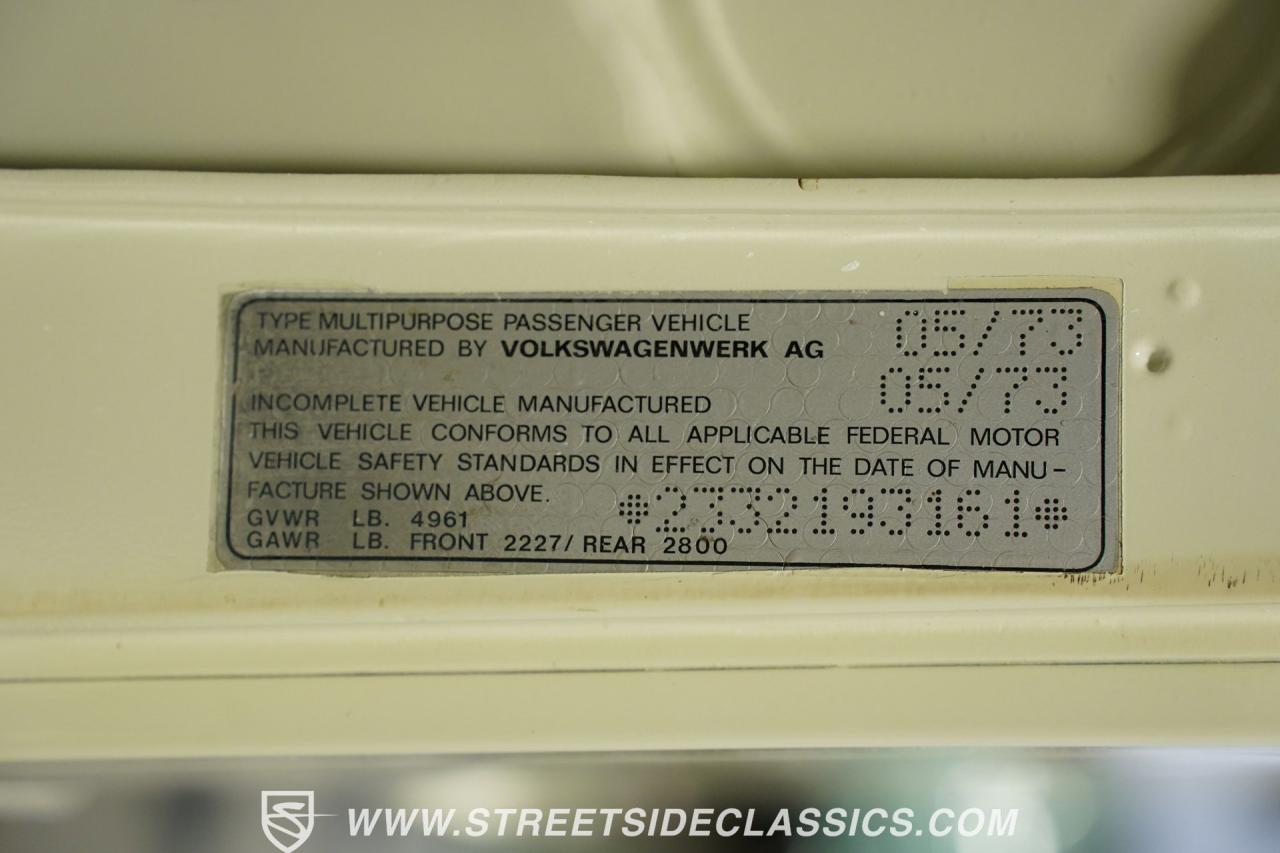 TYPE MULTIPURPOSE PASSENGER VEHICLE 05/73
MANUFACTURED BY VOLKSWAGENWERK AG
05/73
INCOMPLETE VEHICLE MANUFACTURED
THIS VEHICLE CONFORMS TO ALL APPLICABLE FEDERAL MOTOR
VEHICLE SAFETY STANDARDS IN EFFECT ON THE DATE OF MANU-
FACTURE SHOWN ABOVE.
*2332193161*
GVWR LB. 4961
GAWR LB. FRONT 2227/ REAR 2800
WWW.STREETSIDECLASSICS.COM